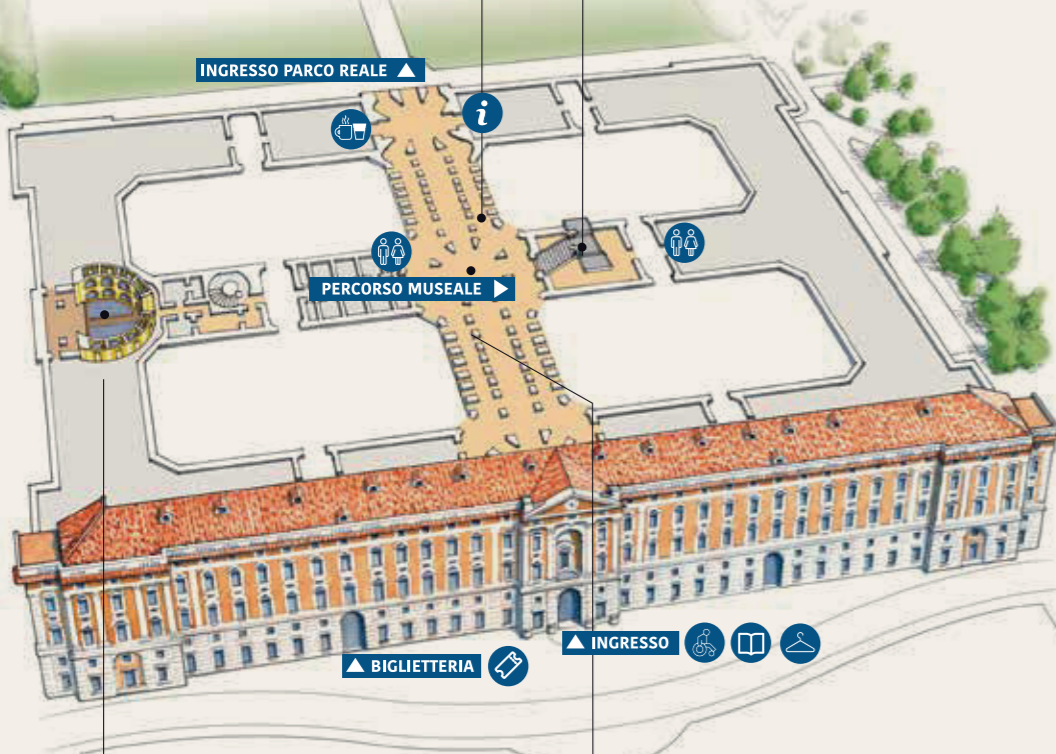 INGRESSO PARCO REALE
i
PERCORSO MUSEALE
BIGLIETTERIA
INGRESSO